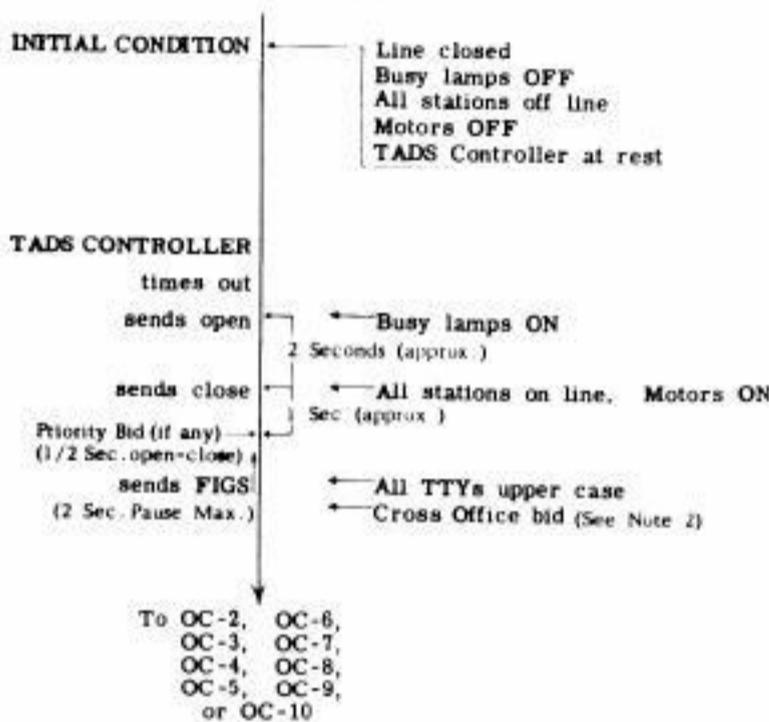 INITIAL CONDITION
Line closed
Busy lamps OFF
All stations off line
Motors OFF
TADS Controller at rest
TADS CONTROLLER
times out
sends open
Busy lamps ON
2 Seconds (approx.)
sends close
All stations on line, Motors ON
1 Sec (approx)
Priority Bid (if any)
(1/2 Sec. open-close)
sends FIGS
All TTYs upper case
(2 Sec. Pause Max.)
Cross Office bid (See Note 2)
To OC-2, OC-6,
OC-3, OC-7,
OC-4, OC-8,
OC-5, OC-9,
or OC-10